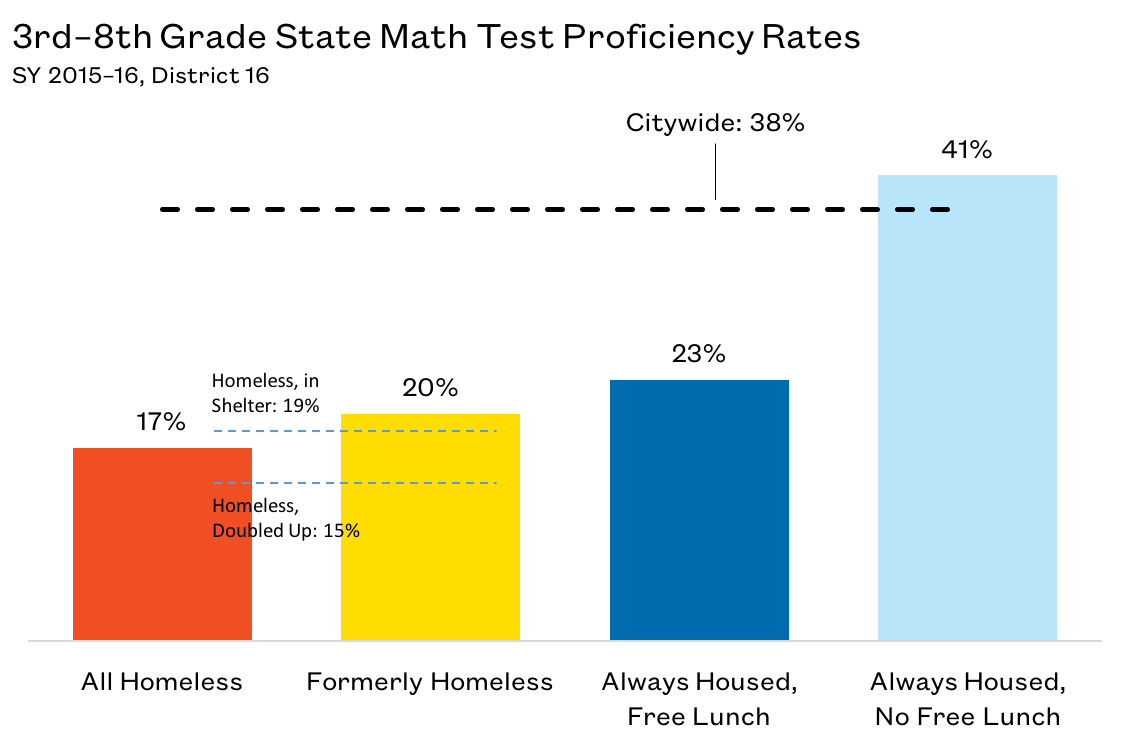 3rd–8th Grade State Math Test Proficiency Rates
SY 2015–16, District 16
Citywide: 38%
41%
23%
Homeless, in
Shelter: 19%
20%
17%
Homeless,
Doubled Up: 15%
All Homeless
Formerly Homeless
Always Housed,
Free Lunch
Always Housed,
No Free Lunch